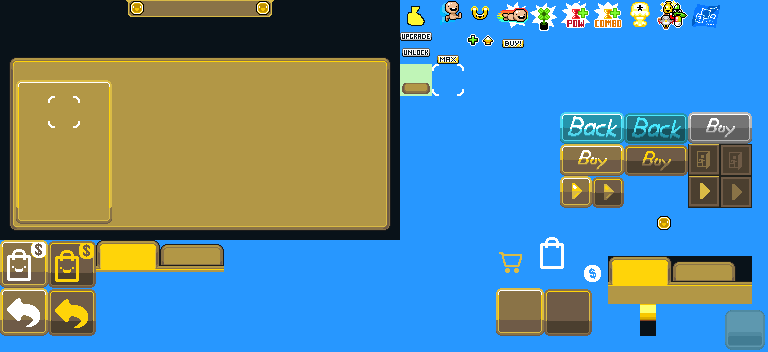 POW
COMBO
UPGRADE
BUY!
UNLOCK
MAX
Back Back Buy
Buy Buy
$ $
$